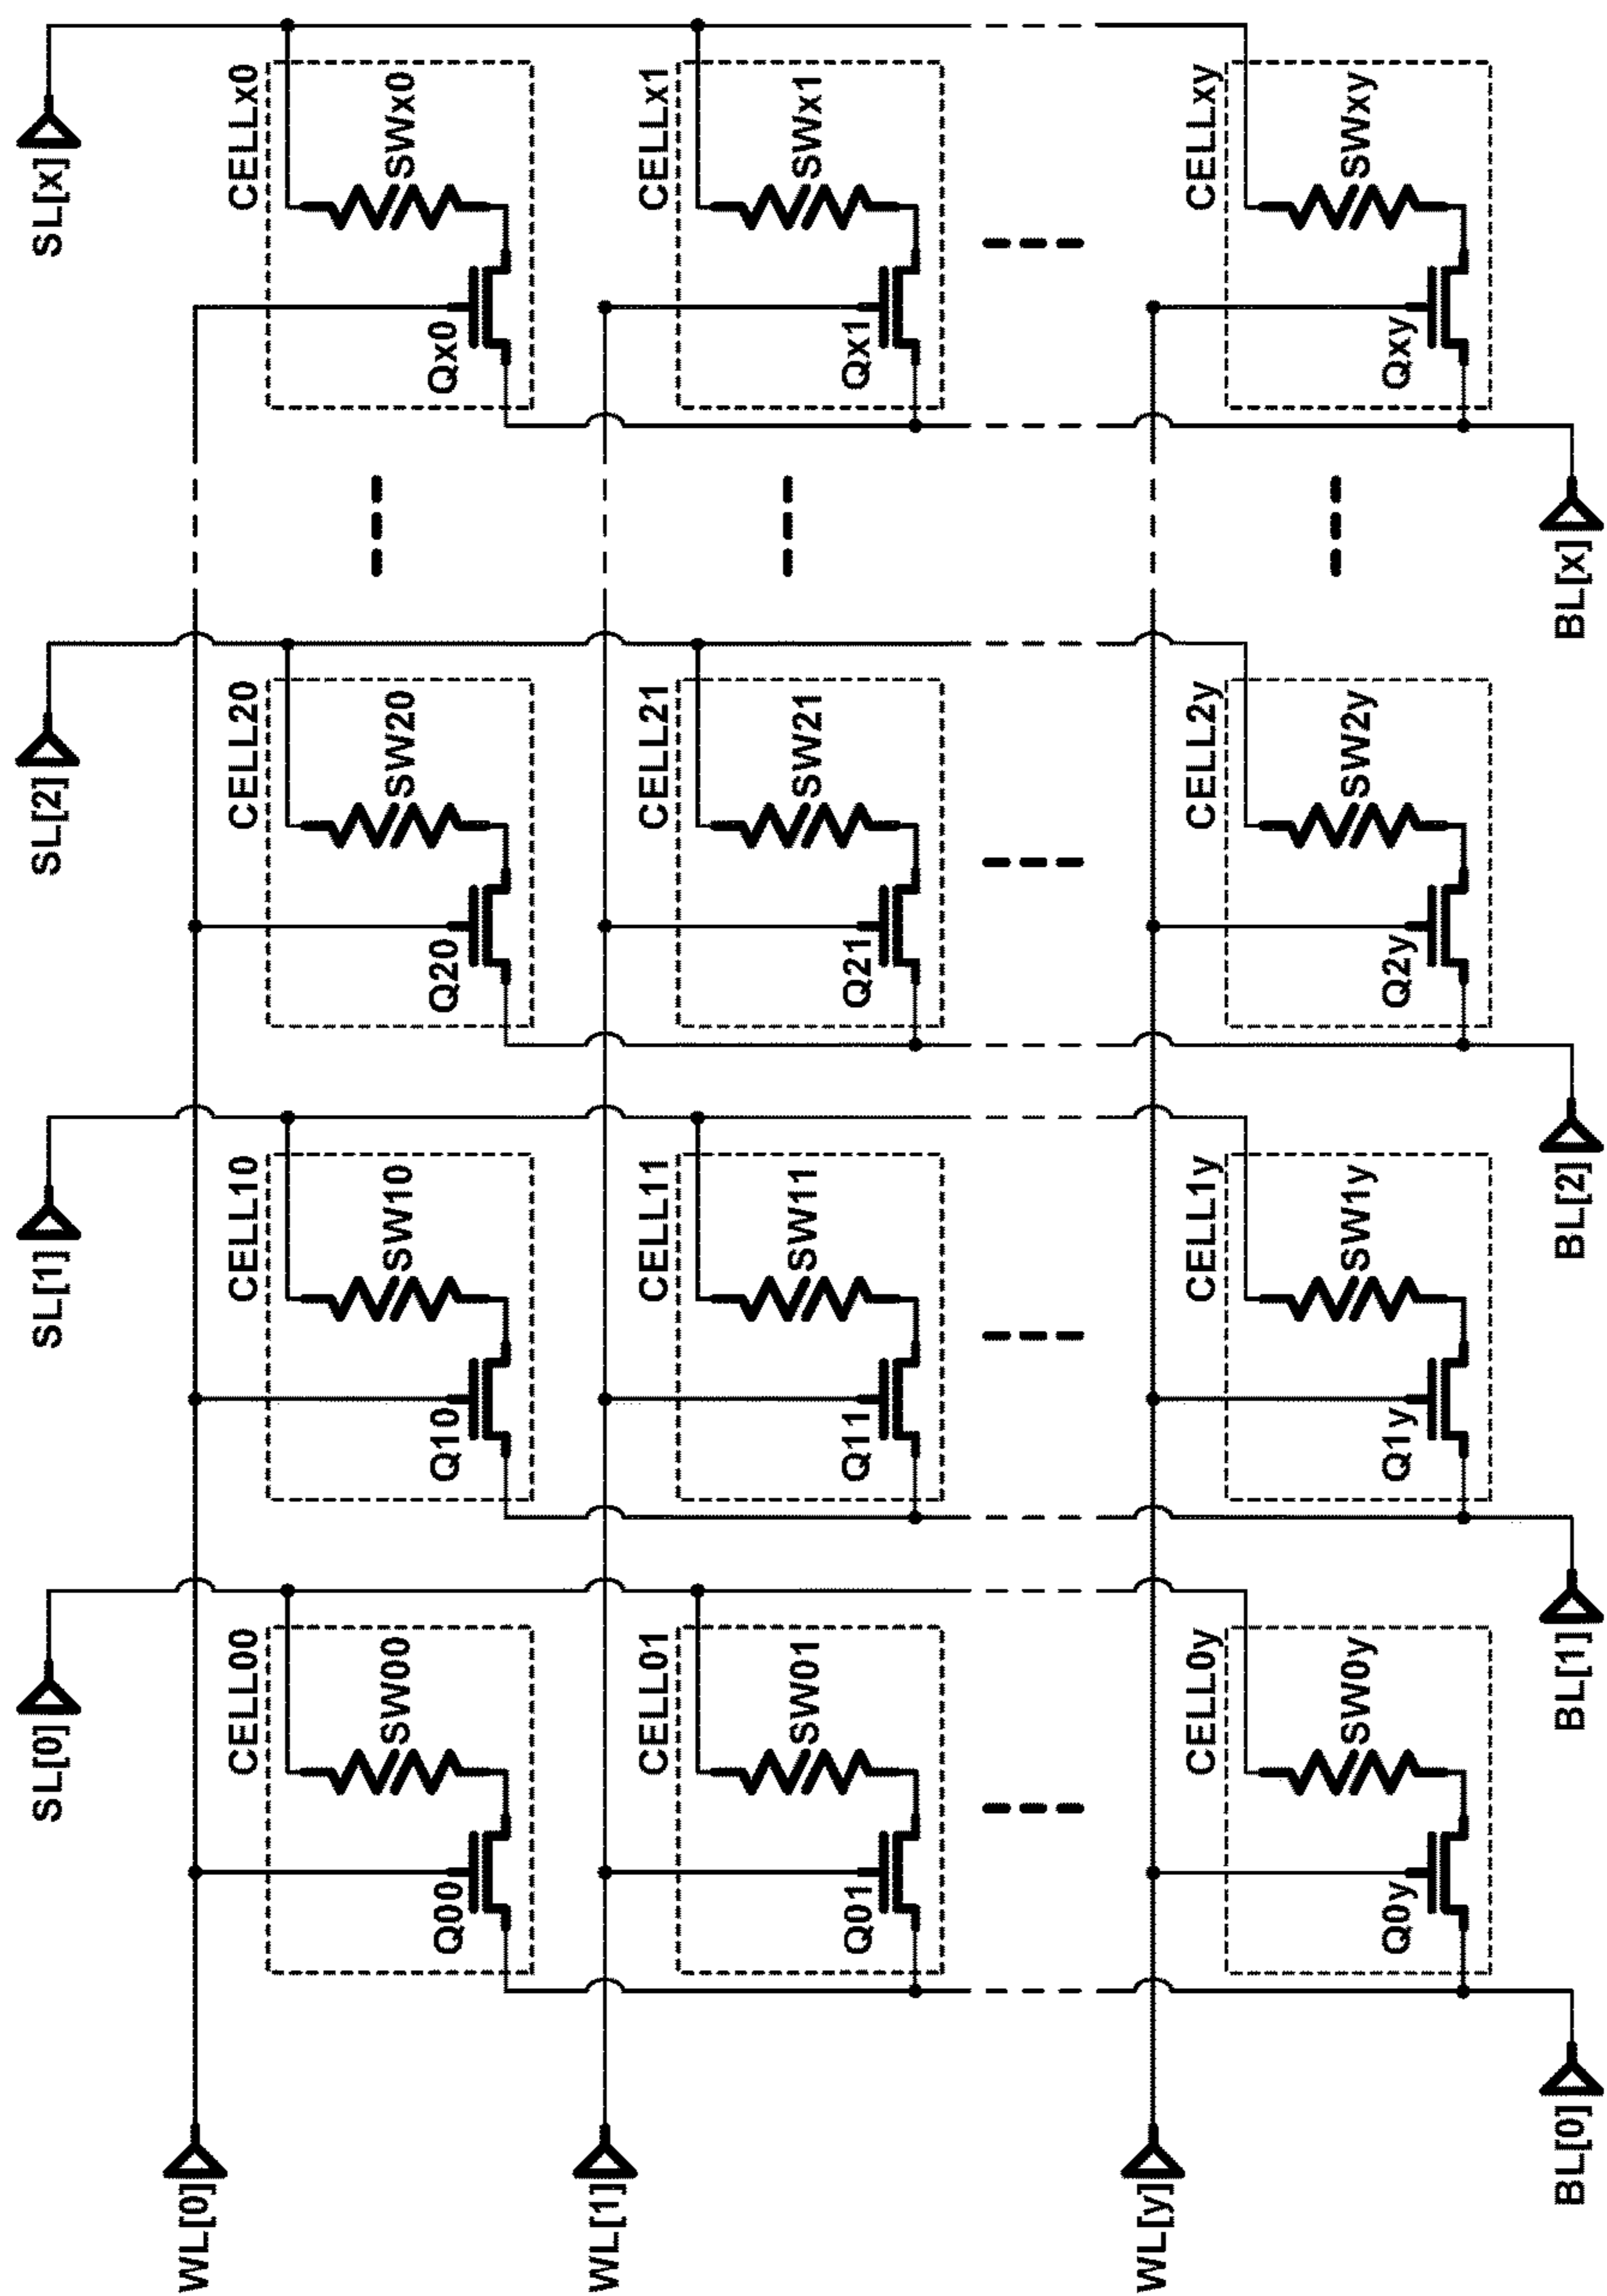 SL[0]
SL[1]
SL[2]
SL[x]
WL[0]
CELL00
SW00
Q00
CELL10
SW10
Q10
CELL20
SW20
Q20
CELLx0
SWx0
Qx0
WL[1]
CELL01
SW01
Q01
CELL11
SW11
Q11
CELL21
SW21
Q21
CELLx1
SWx1
Qx1
WL[y]
CELL0y
SW0y
Q0y
CELL1y
SW1y
Q1y
CELL2y
SW2y
Q2y
CELLxy
SWxy
Qxy
BL[0]
BL[1]
BL[2]
BL[x]